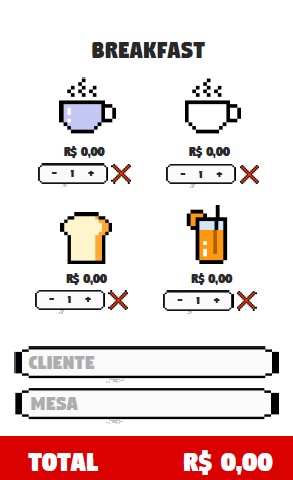 BREAKFAST
R$ 0,00 R$ 0,00
- 1 + - 1 +
R$ 0,00 R$ 0,00
- 1 + - 1 +
CLIENTE
MESA
TOTAL R$ 0,00